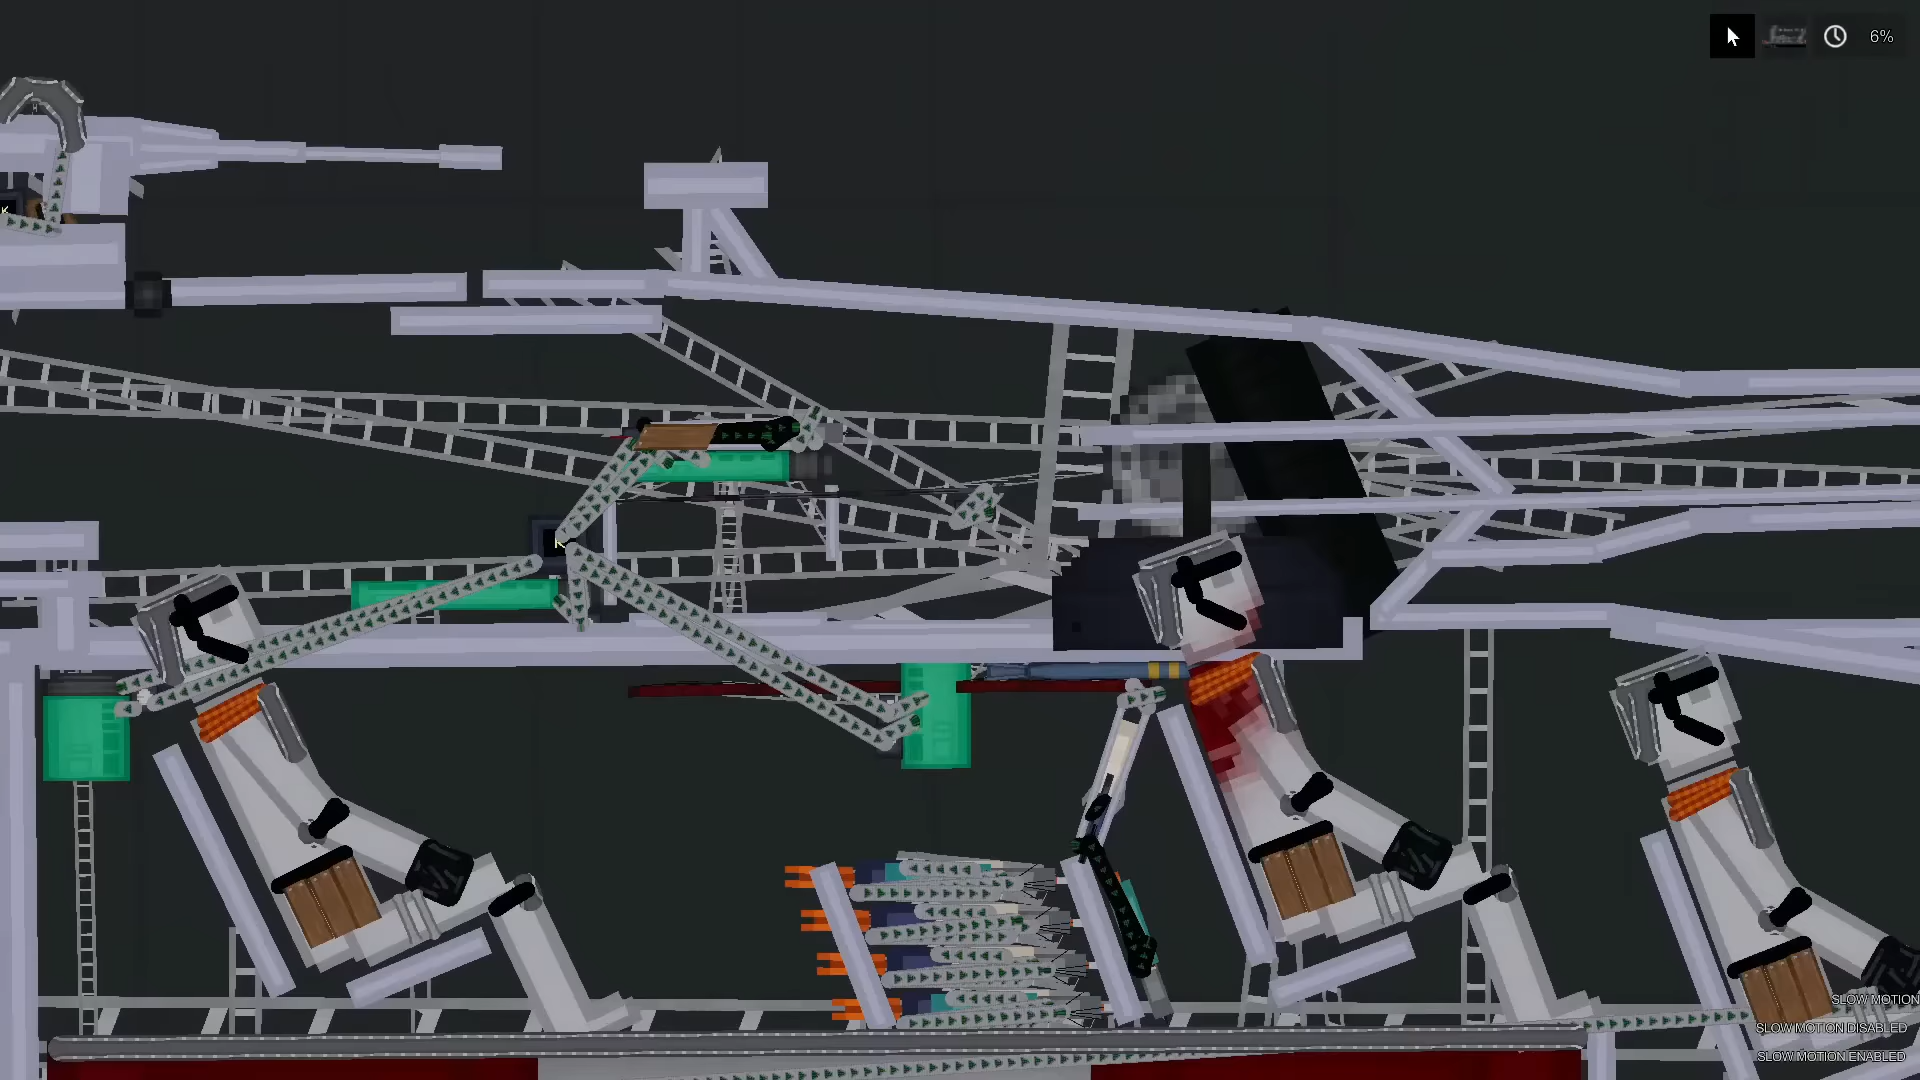 6%
K
K
SLOW MOTION
SLOW MOTION DISABLED
SLOW MOTION ENABLED